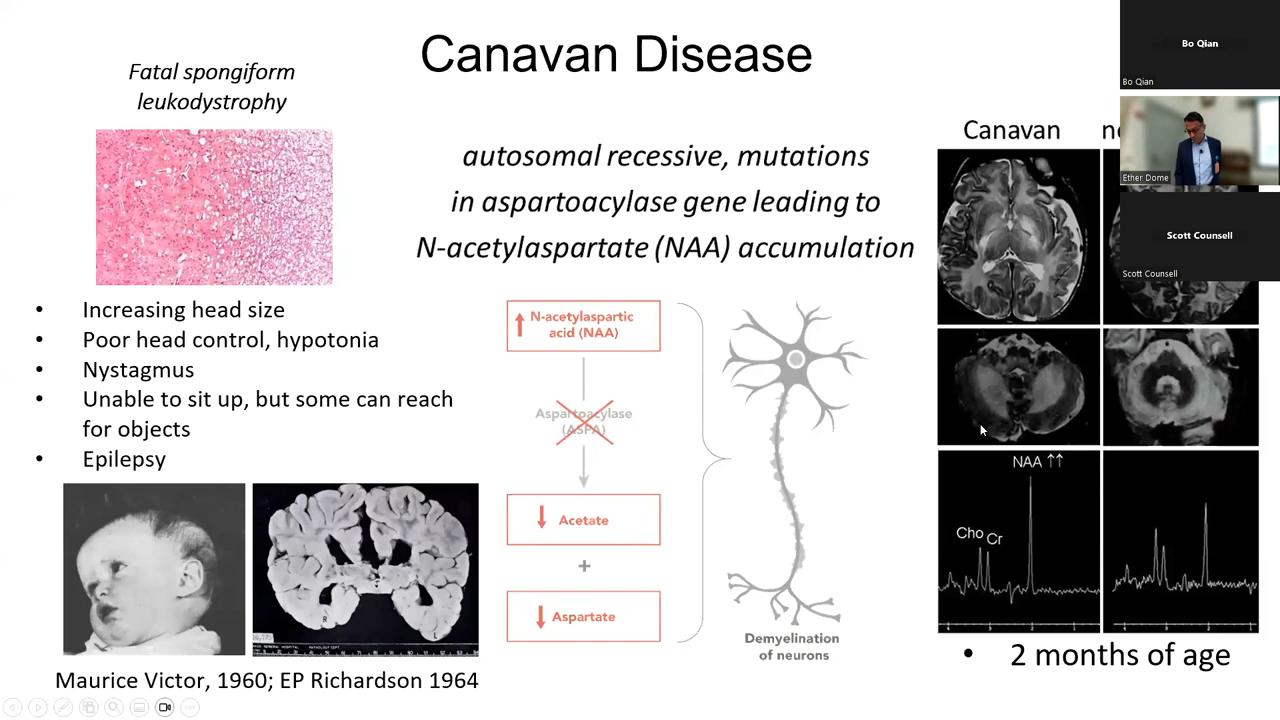 Canavan Disease
Fatal spongiform
leukodystrophy
autosomal recessive, mutations
in aspartoacylase gene leading to
N-acetylaspartate (NAA) accumulation
• Increasing head size
• Poor head control, hypotonia
• Nystagmus
• Unable to sit up, but some can reach
for objects
• Epilepsy
R
L
Maurice Victor, 1960; EP Richardson 1964
↑ N-acetylaspartic
acid (NAA)
Aspartoacylase
(ASPA)
↓ Acetate
+
↓ Aspartate
Demyelination
of neurons
Canavan
NAA ↑↑
Cho Cr
• 2 months of age
Bo Qian
Bo Qian
Ether Dome
Scott Counsell
Scott Counsell